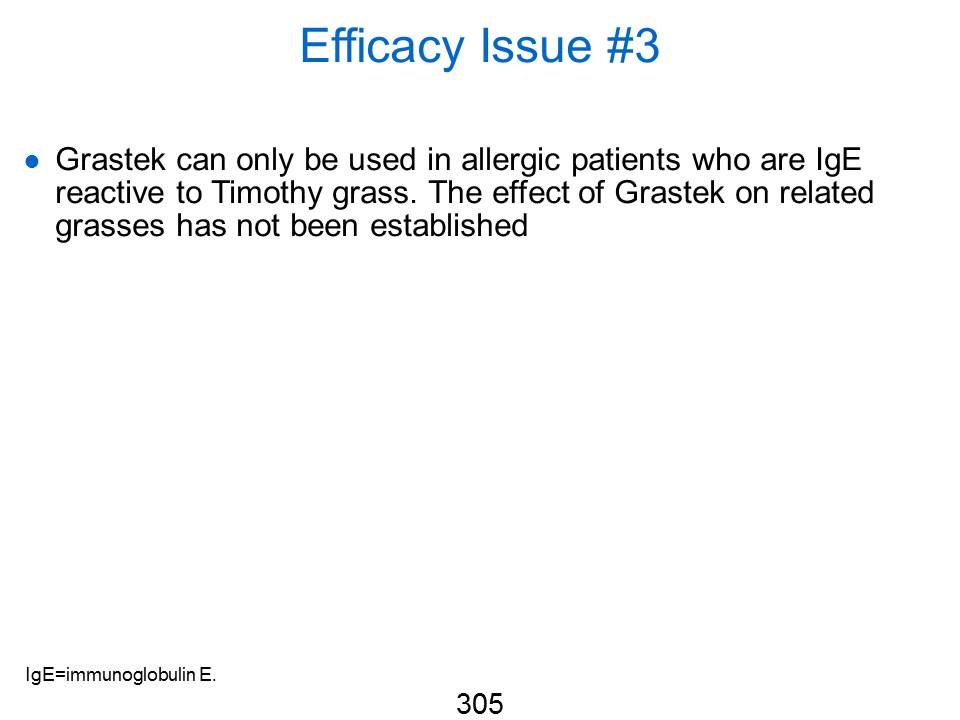 Efficacy Issue #3
● Grastek can only be used in allergic patients who are IgE
reactive to Timothy grass. The effect of Grastek on related
grasses has not been established
IgE=immunoglobulin E.
305